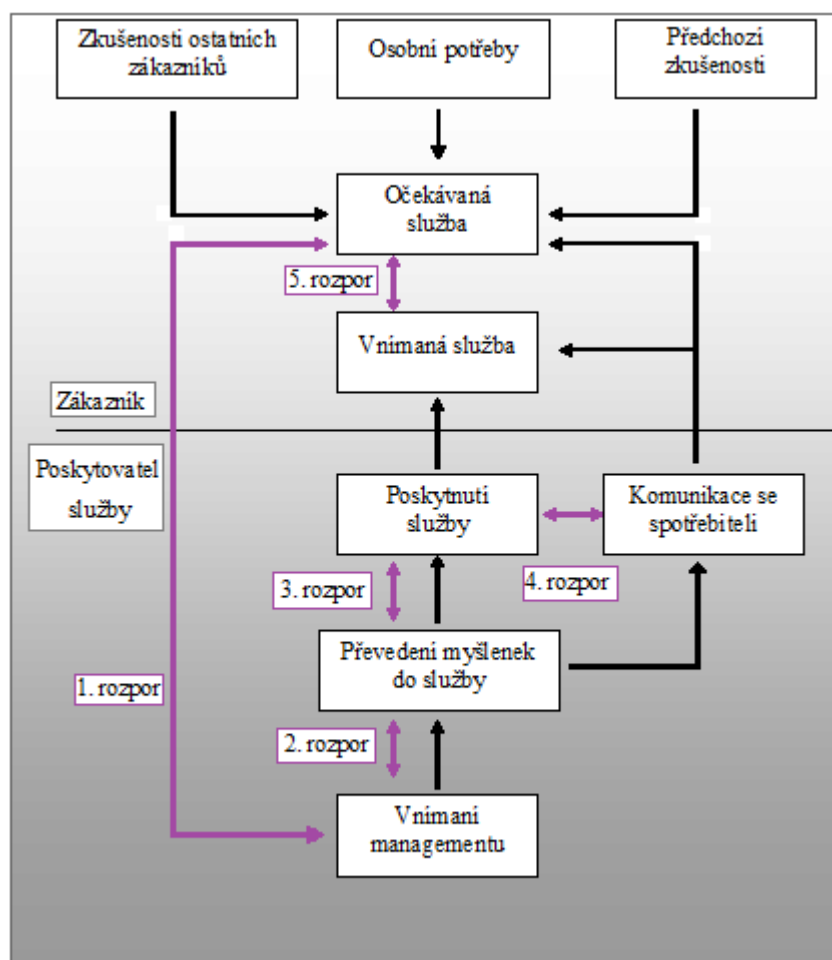 Zkušenosti ostatních
zákazníků
Osobní potřeby
Předchozí
zkušenosti
Očekávaná
služba
5. rozpor
Vnímaná služba
Zákazník
Poskytovatel
služby
Poskytnutí
služby
Komunikace se
spotřebiteli
3. rozpor
4. rozpor
Převedení myšlenek
do služby
1. rozpor
2. rozpor
Vnímání
managementu